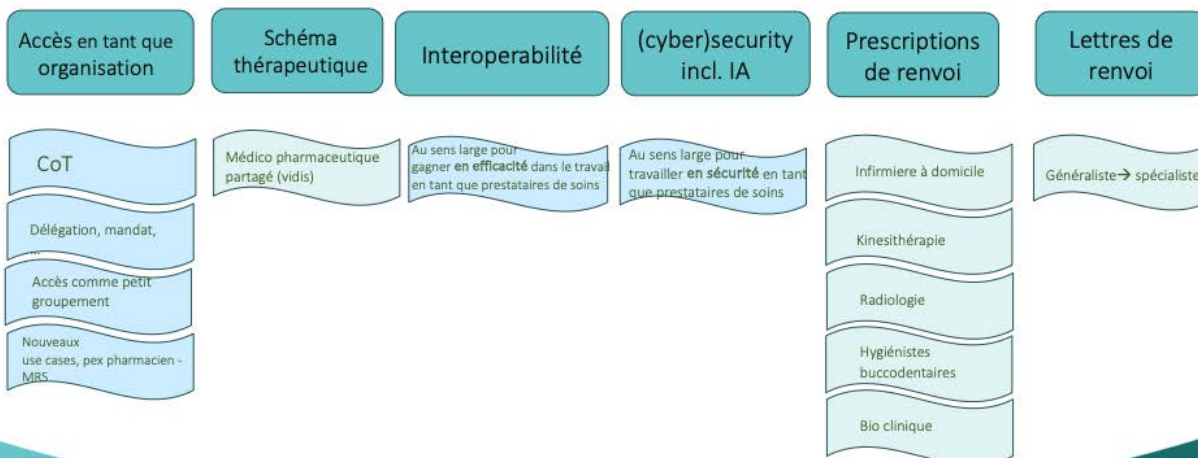 Accès en tant que
organisation
CoT
Délégation, mandat,
...
Accès comme petit
groupement
Nouveaux
use cases, pex pharmacien -
MRS
Schéma
thérapeutique
Médico pharmaceutique
partagé (vidis)
Interoperabilité
Au sens large pour
gagner en efficacité dans le travail
en tant que prestataires de soins
(cyber)security
incl. IA
Au sens large pour
travailler en sécurité en tant
que prestataires de soins
Prescriptions
de renvoi
Infirmiere à domicile
Kinesithérapie
Radiologie
Hygiénistes
buccodentaires
Bio clinique
Lettres de
renvoi
Généraliste→ spécialiste